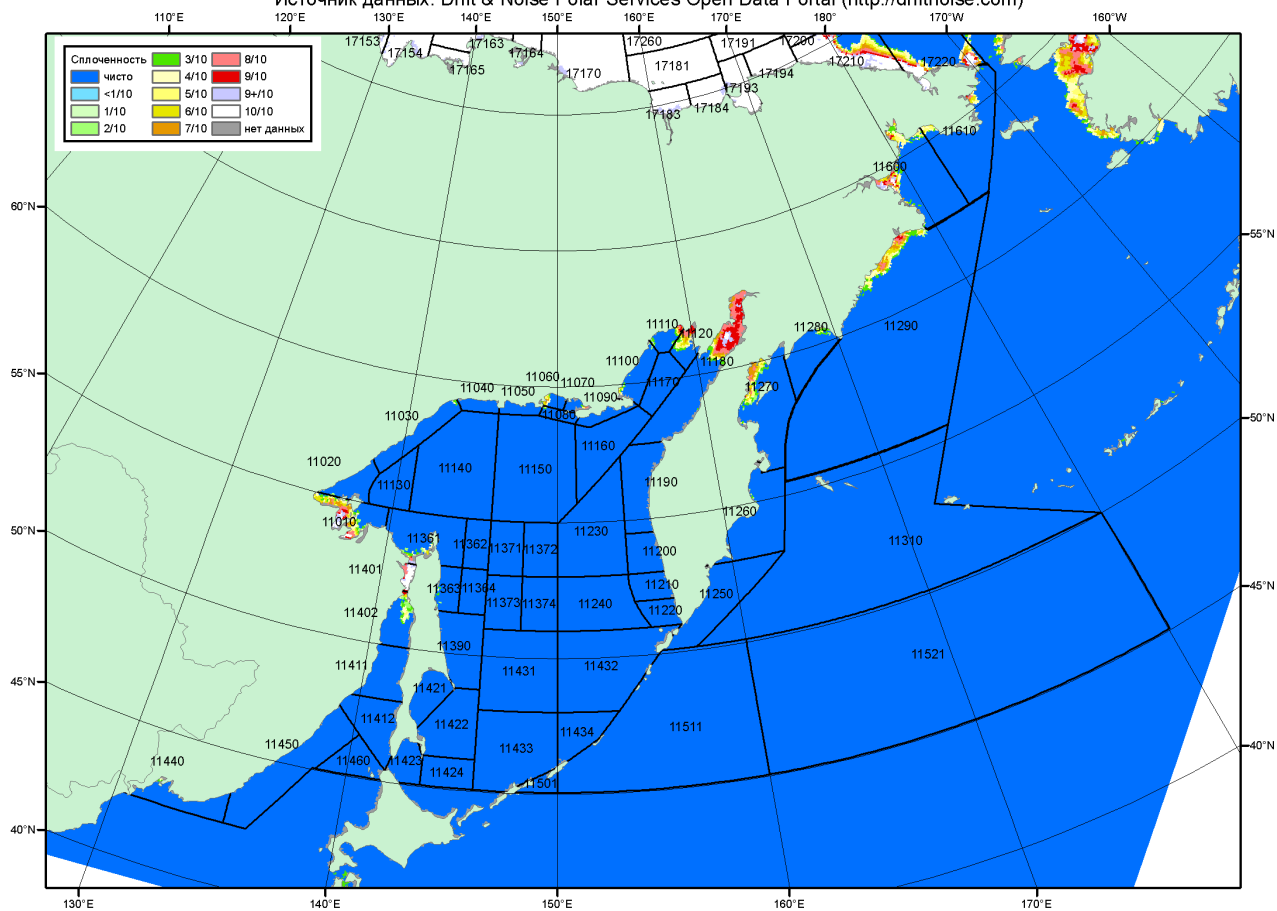 Источник данных: Drift & Noise Polar Services Open Data Portal (http://driftnoise.com)
110°E 120°E 130°E 140°E 150°E 160°E 170°E 180°E 170°W 160°W
Сплоченность
чисто
<1/10
1/10
2/10
3/10
4/10
5/10
6/10
7/10
8/10
9/10
9+/10
10/10
нет данных
17153 17154 17163 17164 17165 17170
17260 17181 17191 17200 17194 17193 17184 17183 17210 17220
11610
11600
60°N
55°N
11290
11280
11110 11120
11100 11180
11170
11270
55°N
11060 11070
11040 11050 11090
11080
11030
50°N
11160
11020 11140 11150
11130 11190
11010 11230 11260
50°N
11361 11362 11371 11372 11200 11310
11401 11363 11364 11210 11250
45°N
11402 11373 11374 11240 11220
11390
11411 11431 11432 11521
45°N
11421
11412 11422 11434 11511
11450 11433
40°N
11440 11460 11423 11424 11501
40°N
130°E 140°E 150°E 160°E 170°E